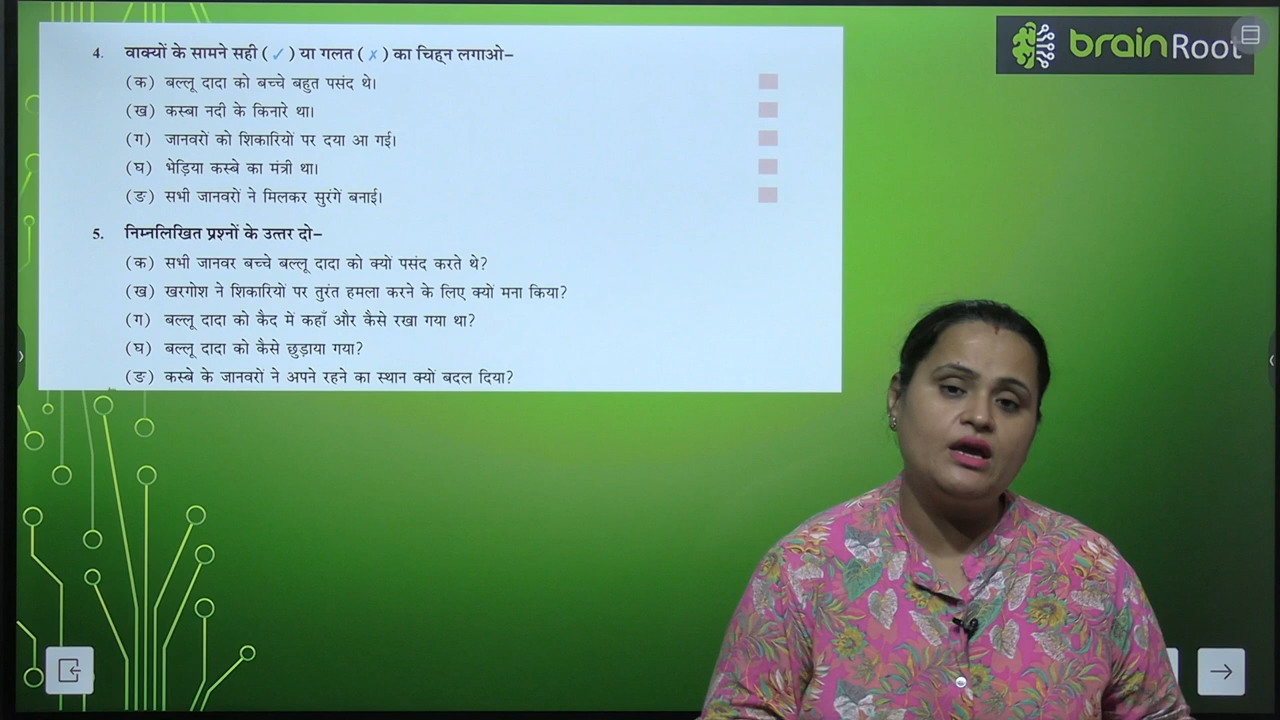 brainRoot
4. वाक्यों के सामने सही (✓) या गलत (✗) का चिह्न लगाओ–
(क) बल्लू दादा को बच्चे बहुत पसंद थे।
(ख) कस्बा नदी के किनारे था।
(ग) जानवरों को शिकारियों पर दया आ गई।
(घ) भेड़िया कस्बे का मंत्री था।
(ङ) सभी जानवरों ने मिलकर सुरंगें बनाई।
5. निम्नलिखित प्रश्नों के उत्तर दो–
(क) सभी जानवर बच्चे बल्लू दादा को क्यों पसंद करते थे?
(ख) खरगोश ने शिकारियों पर तुरंत हमला करने के लिए क्यों मना किया?
(ग) बल्लू दादा को कैद में कहाँ और कैसे रखा गया था?
(घ) बल्लू दादा को कैसे छुड़ाया गया?
(ङ) कस्बे के जानवरों ने अपने रहने का स्थान क्यों बदल दिया?